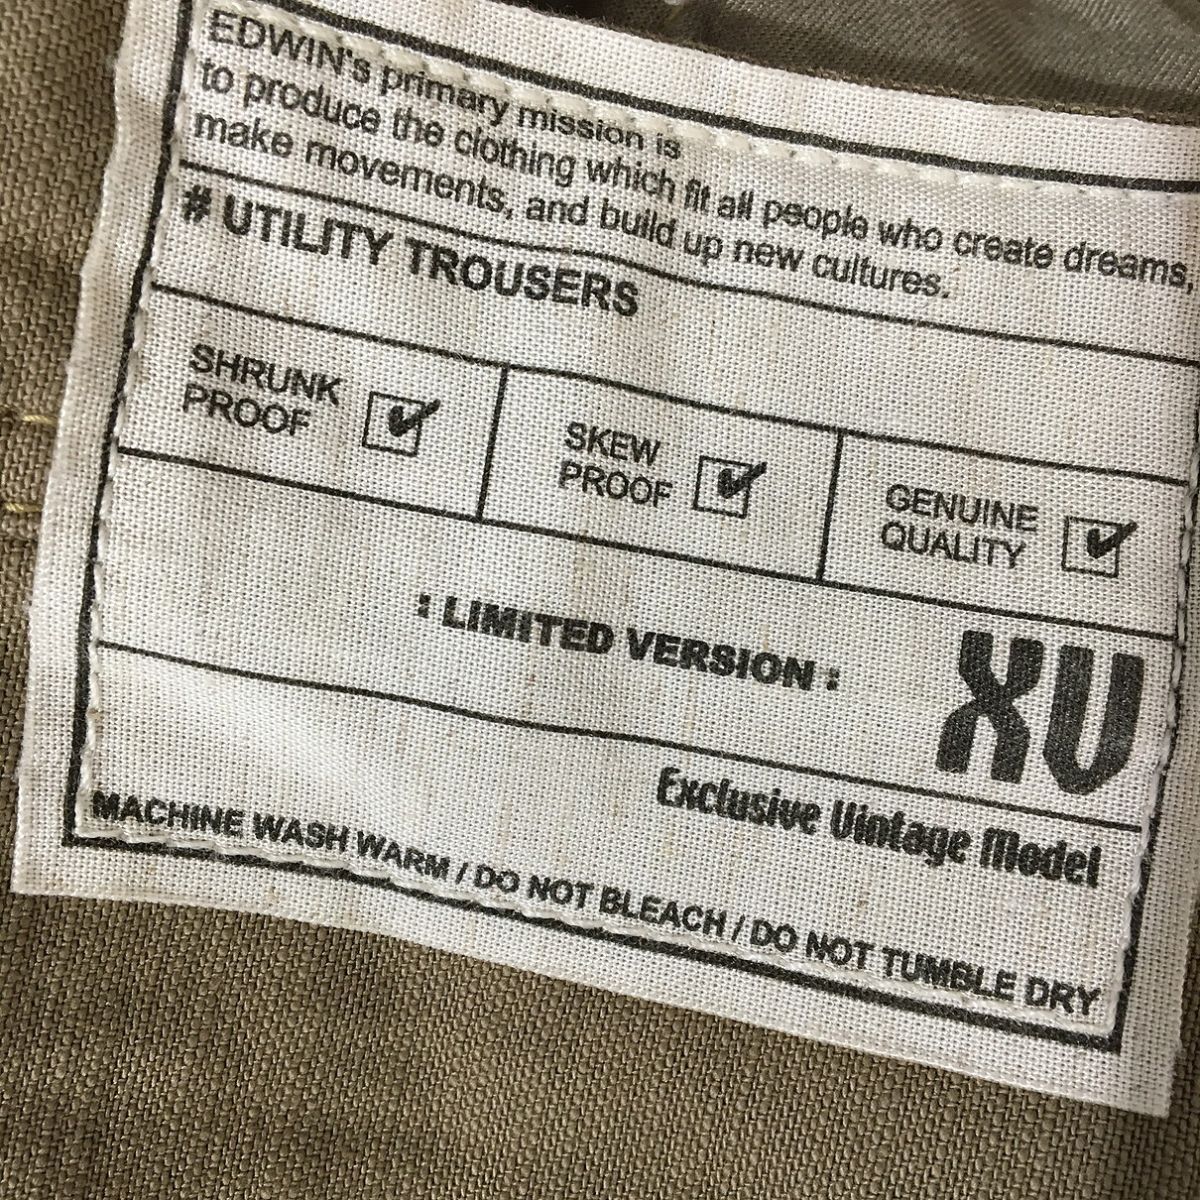 EDWIN's primary mission is
to produce the clothing which fit all people who create dreams,
make movements, and build up new cultures.
# UTILITY TROUSERS
SHRUNK
PROOF
SKEW
PROOF
GENUINE
QUALITY
: LIMITED VERSION :
XV
Exclusive Vintage Model
MACHINE WASH WARM / DO NOT BLEACH / DO NOT TUMBLE DRY